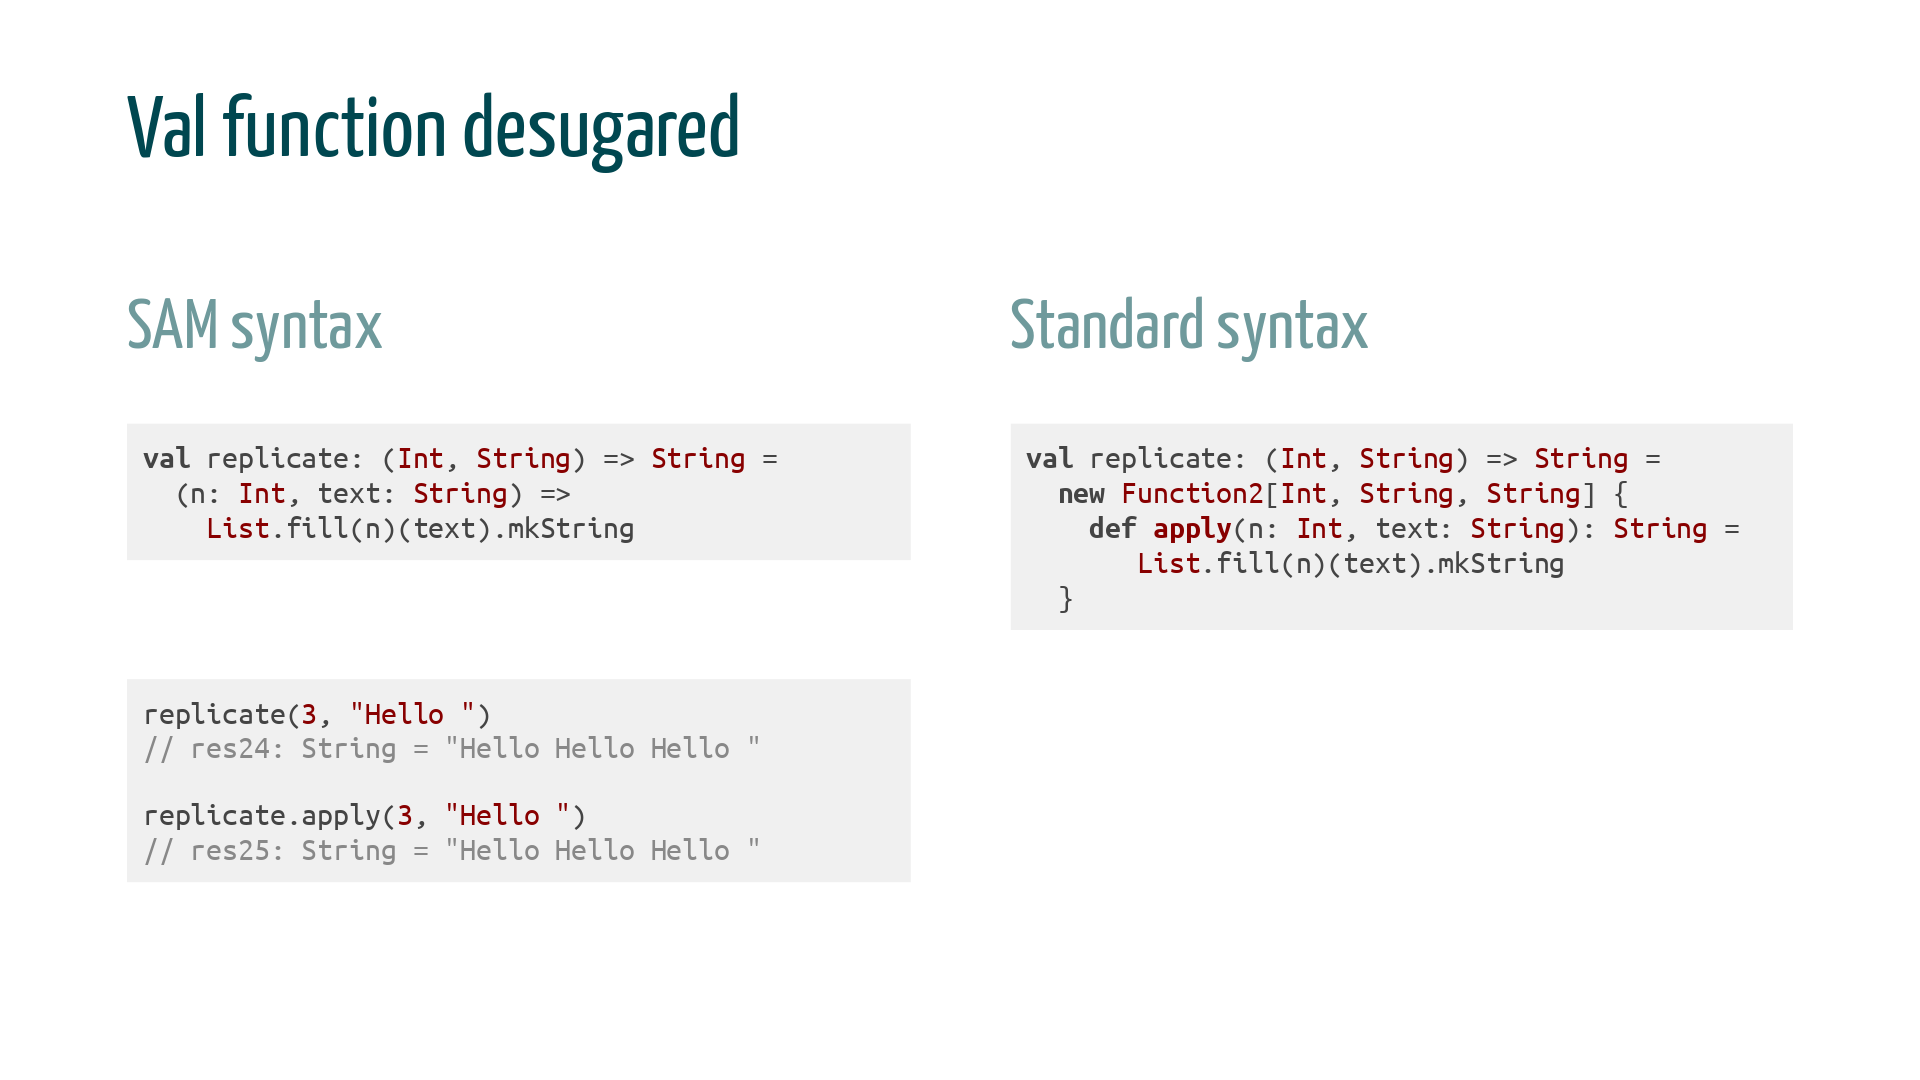 Val function desugared
SAM syntax
val replicate: (Int, String) => String =
  (n: Int, text: String) =>
    List.fill(n)(text).mkString
replicate(3, "Hello ")
// res24: String = "Hello Hello Hello "

replicate.apply(3, "Hello ")
// res25: String = "Hello Hello Hello "
Standard syntax
val replicate: (Int, String) => String =
  new Function2[Int, String, String] {
    def apply(n: Int, text: String): String =
       List.fill(n)(text).mkString
  }